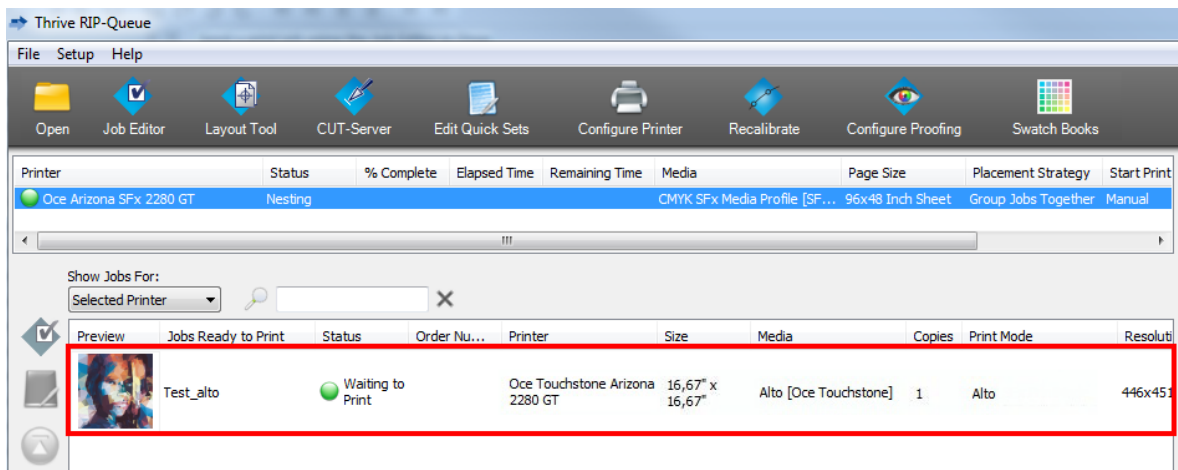 Thrive RIP-Queue
File Setup Help
Open Job Editor Layout Tool CUT-Server Edit Quick Sets Configure Printer Recalibrate Configure Proofing Swatch Books
Printer Status % Complete Elapsed Time Remaining Time Media Page Size Placement Strategy Start Print
Oce Arizona SFx 2280 GT Nesting CMYK SFx Media Profile [SF... 96x48 Inch Sheet Group Jobs Together Manual
Show Jobs For:
Selected Printer
Preview Jobs Ready to Print Status Order Nu... Printer Size Media Copies Print Mode Resoluti
Test_alto Waiting to Print Oce Touchstone Arizona 2280 GT 16,67" x 16,67" Alto [Oce Touchstone] 1 Alto 446x451